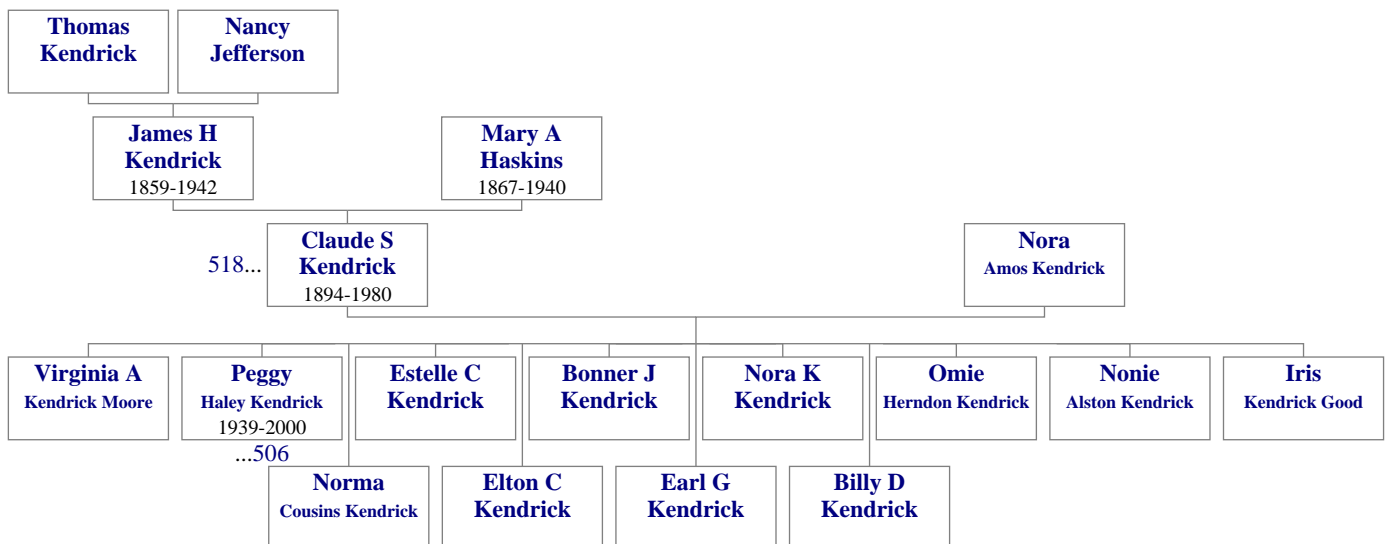 Thomas
Kendrick
Nancy
Jefferson
James H
Kendrick
1859-1942
Mary A
Haskins
1867-1940
518...
Claude S
Kendrick
1894-1980
Nora
Amos Kendrick
Virginia A
Kendrick Moore
Peggy
Haley Kendrick
1939-2000
...506
Estelle C
Kendrick
Bonner J
Kendrick
Nora K
Kendrick
Omie
Herndon Kendrick
Nonie
Alston Kendrick
Iris
Kendrick Good
Norma
Cousins Kendrick
Elton C
Kendrick
Earl G
Kendrick
Billy D
Kendrick